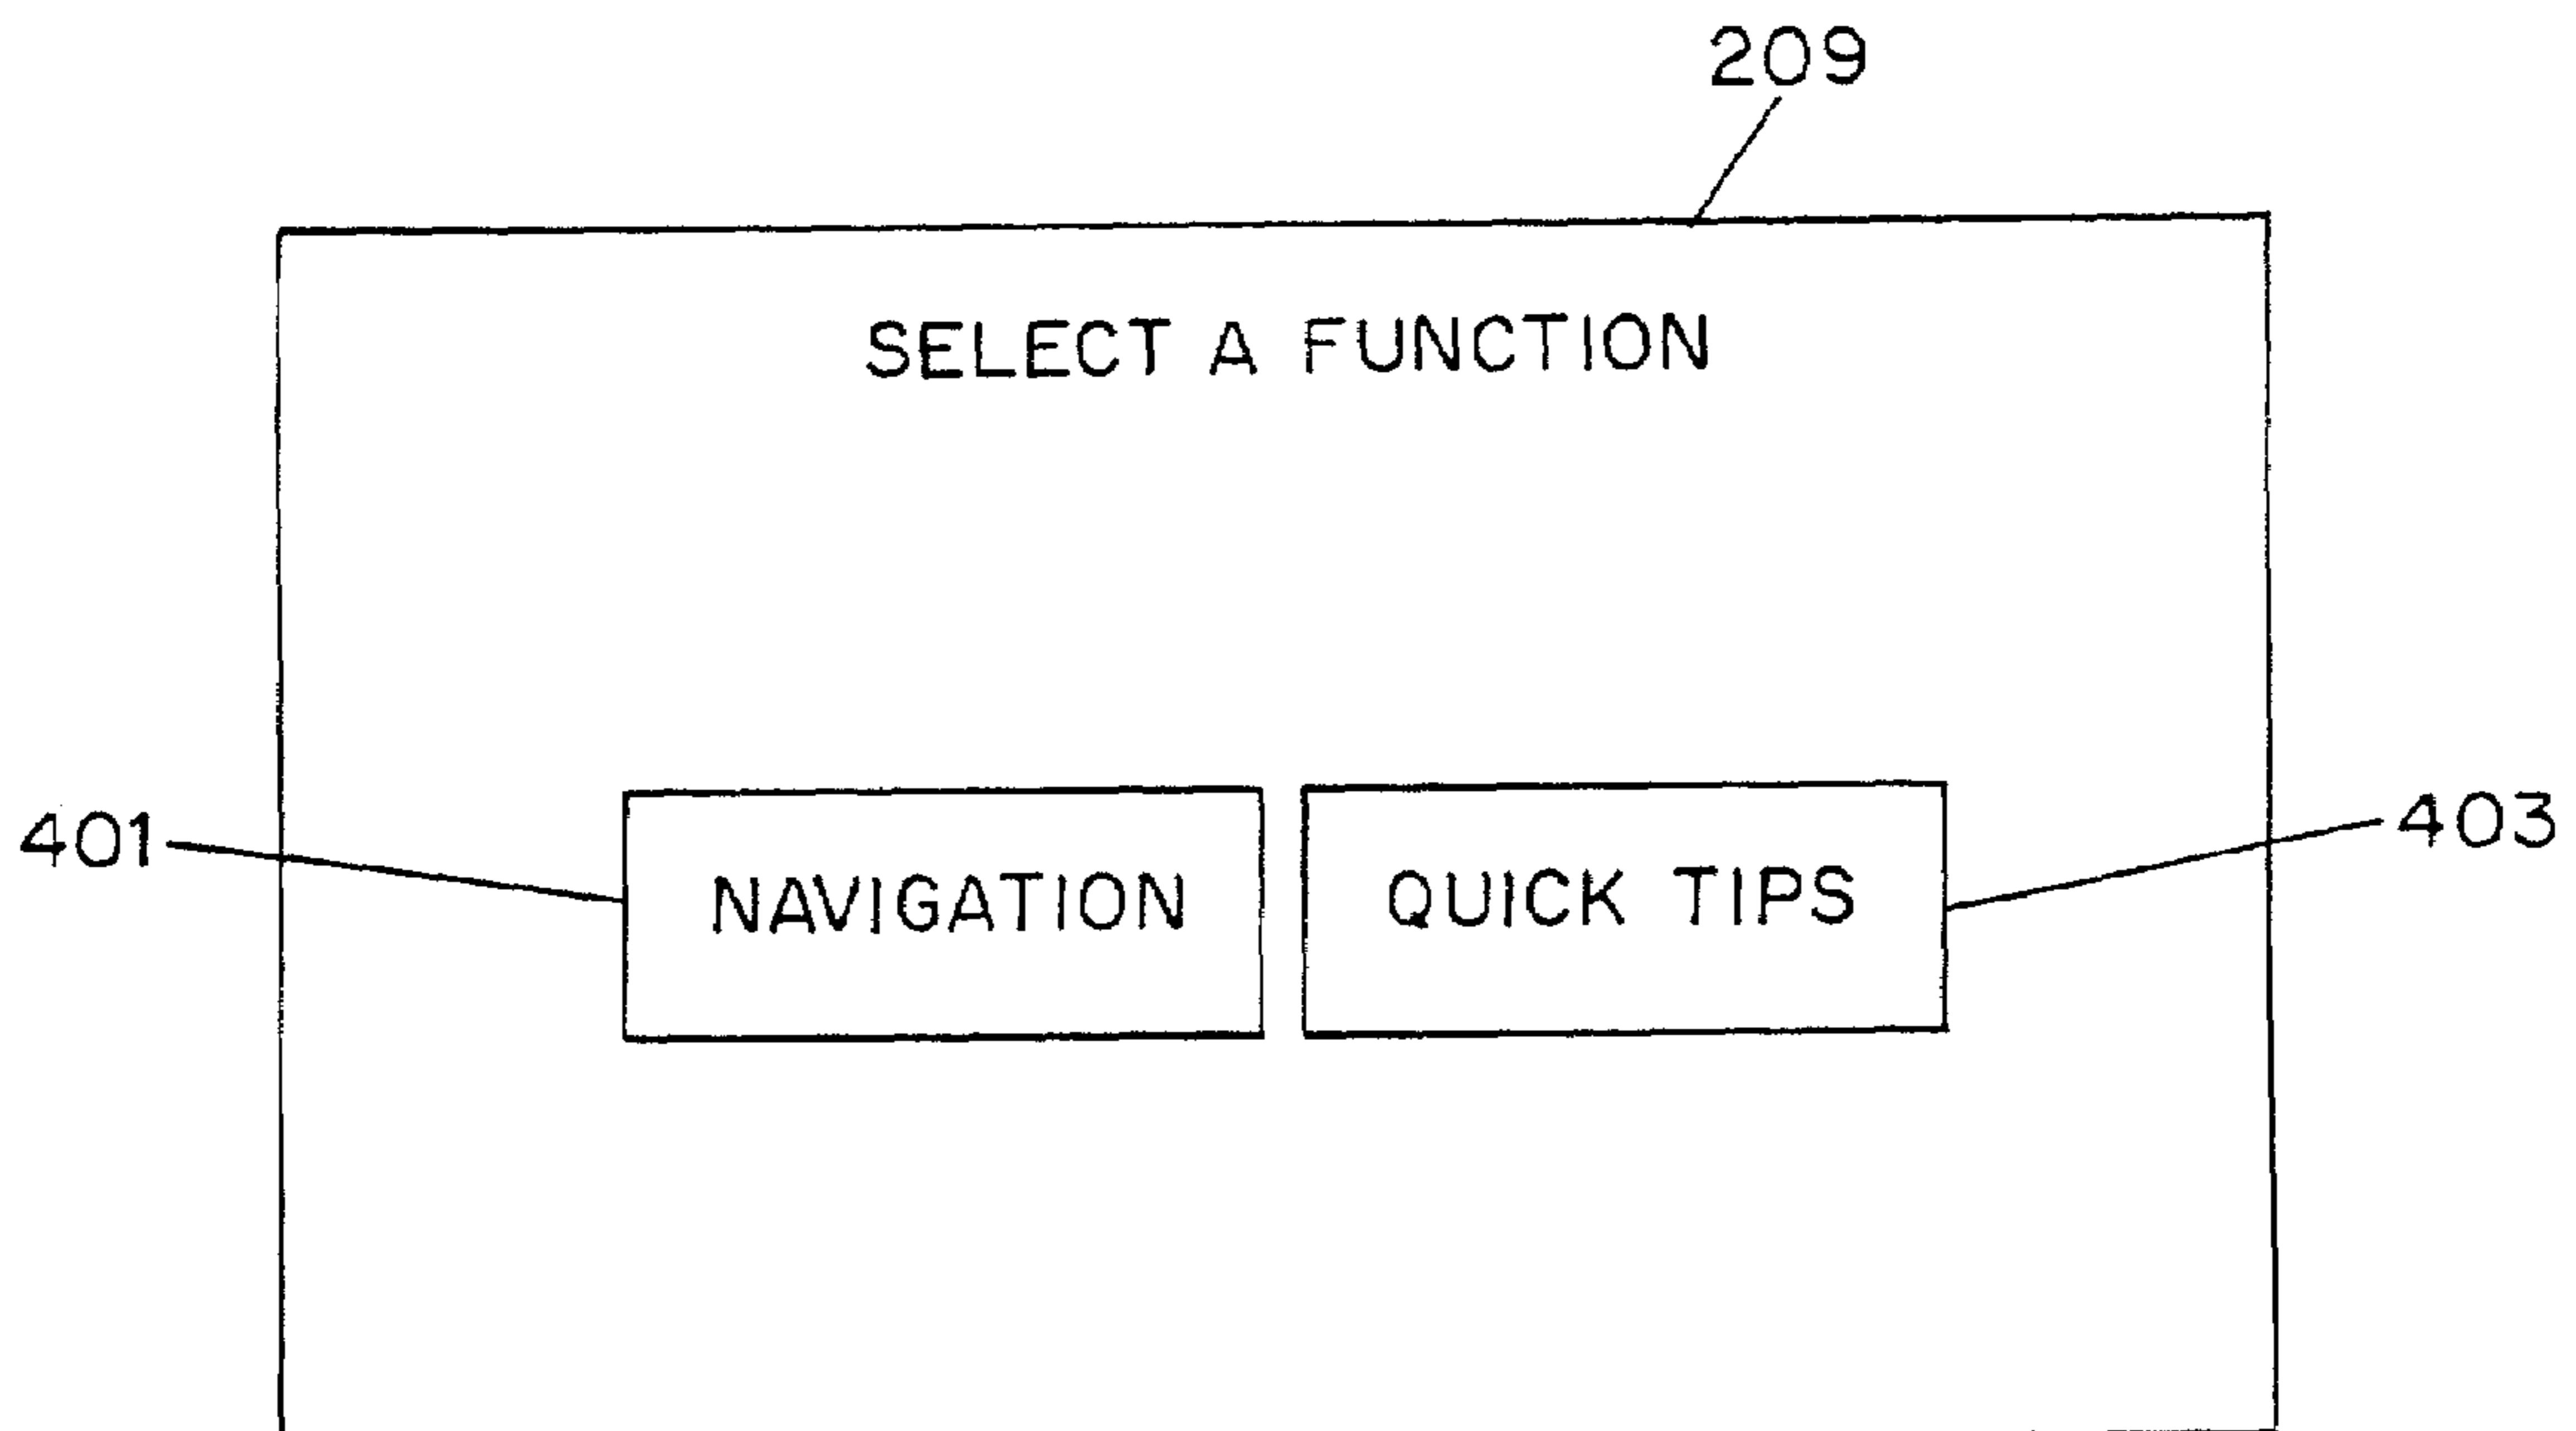 209
SELECT A FUNCTION
401
NAVIGATION
QUICK TIPS
403